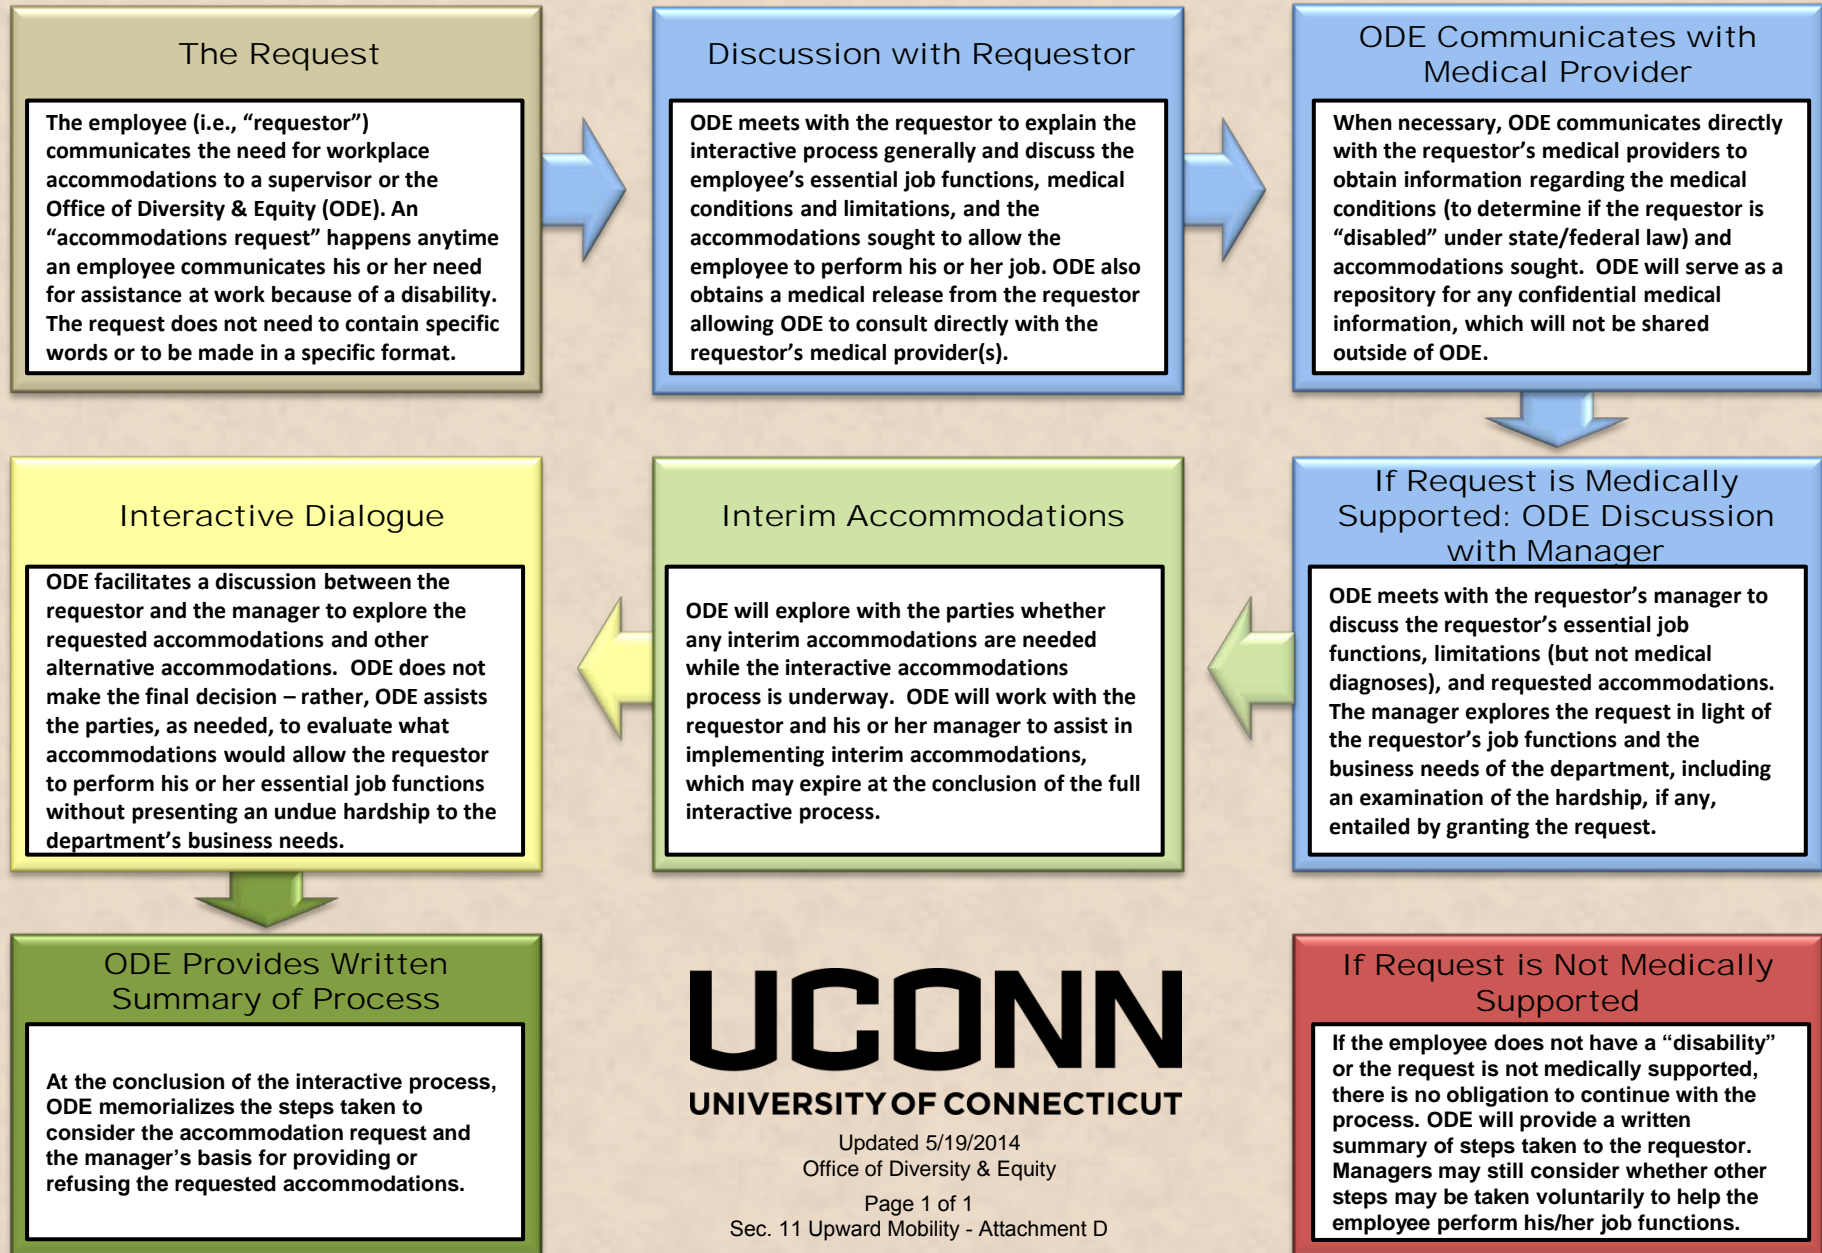 The Request
The employee (i.e., “requestor”)
communicates the need for workplace
accommodations to a supervisor or the
Office of Diversity & Equity (ODE). An
“accommodations request” happens anytime
an employee communicates his or her need
for assistance at work because of a disability.
The request does not need to contain specific
words or to be made in a specific format.
Discussion with Requestor
ODE meets with the requestor to explain the
interactive process generally and discuss the
employee’s essential job functions, medical
conditions and limitations, and the
accommodations sought to allow the
employee to perform his or her job. ODE also
obtains a medical release from the requestor
allowing ODE to consult directly with the
requestor’s medical provider(s).
ODE Communicates with
Medical Provider
When necessary, ODE communicates directly
with the requestor’s medical providers to
obtain information regarding the medical
conditions (to determine if the requestor is
“disabled” under state/federal law) and
accommodations sought.  ODE will serve as a
repository for any confidential medical
information, which will not be shared
outside of ODE.
If Request is Medically
Supported: ODE Discussion
with Manager
ODE meets with the requestor’s manager to
discuss the requestor’s essential job
functions, limitations (but not medical
diagnoses), and requested accommodations.
The manager explores the request in light of
the requestor’s job functions and the
business needs of the department, including
an examination of the hardship, if any,
entailed by granting the request.
Interim Accommodations
ODE will explore with the parties whether
any interim accommodations are needed
while the interactive accommodations
process is underway.  ODE will work with the
requestor and his or her manager to assist in
implementing interim accommodations,
which may expire at the conclusion of the full
interactive process.
Interactive Dialogue
ODE facilitates a discussion between the
requestor and the manager to explore the
requested accommodations and other
alternative accommodations.  ODE does not
make the final decision – rather, ODE assists
the parties, as needed, to evaluate what
accommodations would allow the requestor
to perform his or her essential job functions
without presenting an undue hardship to the
department’s business needs.
ODE Provides Written
Summary of Process
At the conclusion of the interactive process,
ODE memorializes the steps taken to
consider the accommodation request and
the manager’s basis for providing or
refusing the requested accommodations.
UCONN
UNIVERSITY OF CONNECTICUT
Updated 5/19/2014
Office of Diversity & Equity
Page 1 of 1
Sec. 11 Upward Mobility - Attachment D
If Request is Not Medically
Supported
If the employee does not have a “disability”
or the request is not medically supported,
there is no obligation to continue with the
process. ODE will provide a written
summary of steps taken to the requestor.
Managers may still consider whether other
steps may be taken voluntarily to help the
employee perform his/her job functions.